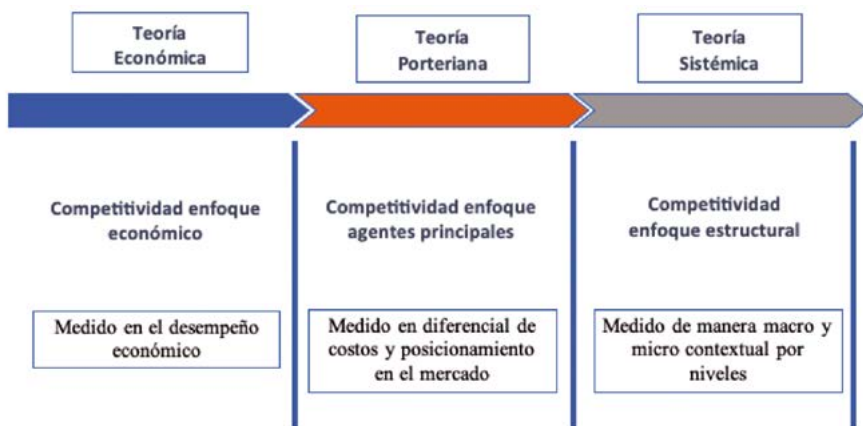 Teoría
Económica
Teoría
Porteriana
Teoría
Sistémica
Competitividad enfoque
económico
Competitividad enfoque
agentes principales
Competitividad
enfoque estructural
Medido en el desempeño
económico
Medido en diferencial de
costos y posicionamiento
en el mercado
Medido de manera macro y
micro contextual por
niveles